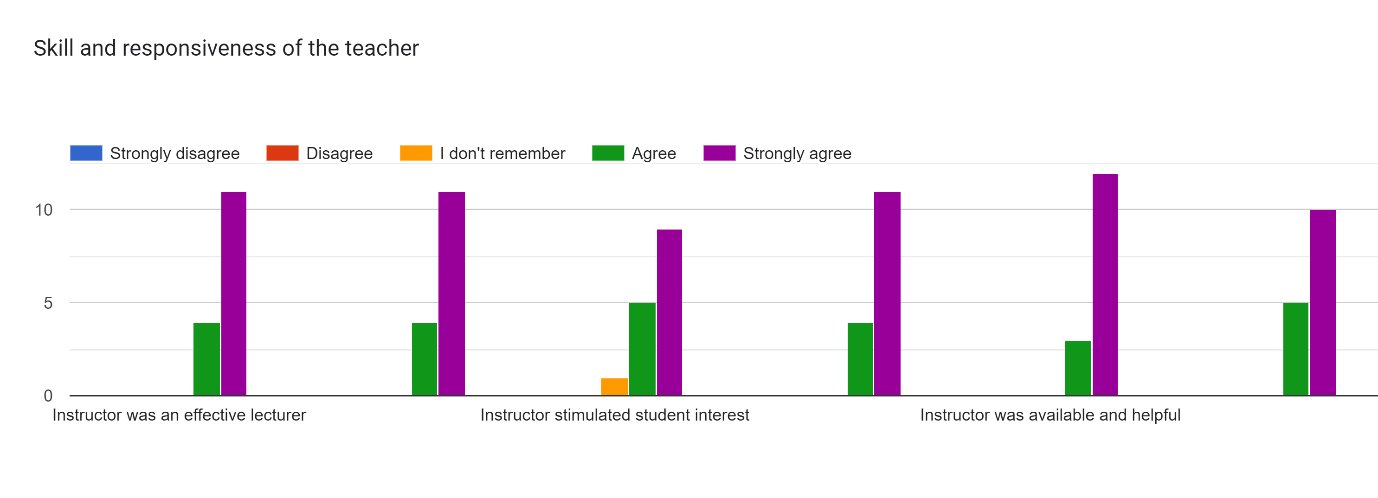 Skill and responsiveness of the teacher
Strongly disagree Disagree I don't remember Agree Strongly agree
10
5
0
Instructor was an effective lecturer Instructor stimulated student interest Instructor was available and helpful